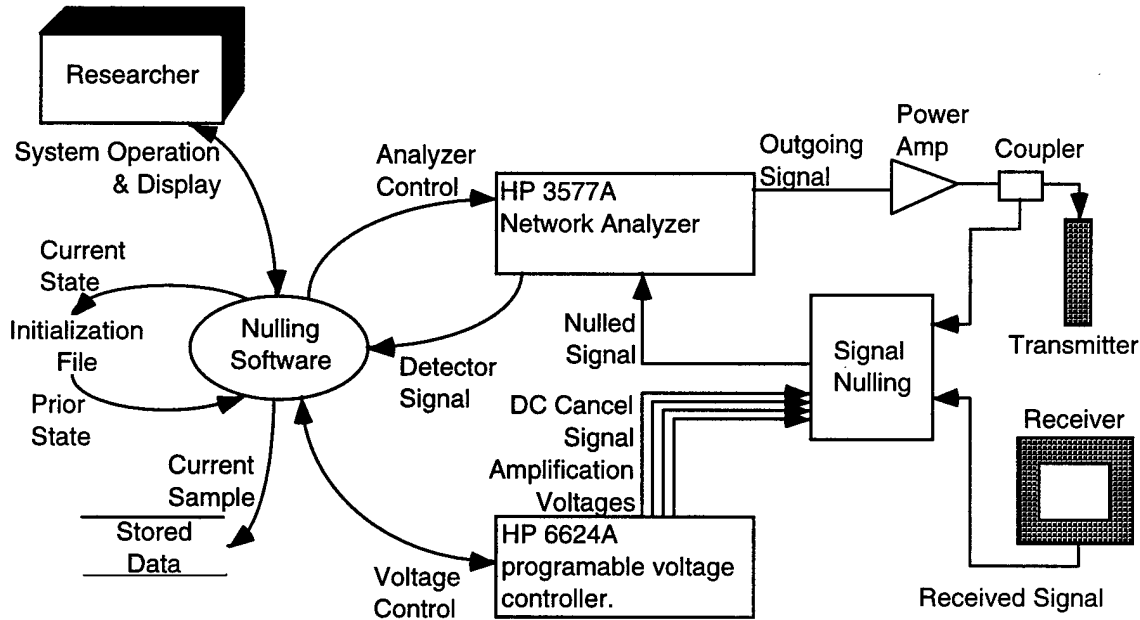 Researcher
System Operation
& Display
Current
State
Initialization
File
Prior
State
Nulling
Software
Current
Sample
Stored
Data
Analyzer
Control
HP 3577A
Network Analyzer
Detector
Signal
Voltage
Control
HP 6624A
programable voltage
controller.
DC Cancel
Signal
Amplification
Voltages
Nulled
Signal
Outgoing
Signal
Power
Amp
Coupler
Transmitter
Signal
Nulling
Receiver
Received Signal